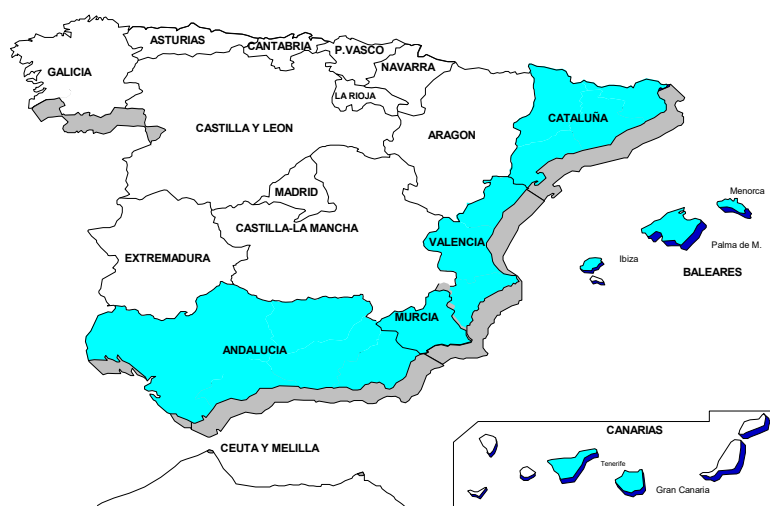 ASTURIAS
CANTABRIA
P.VASCO
GALICIA
NAVARRA
LA RIOJA
CATALUÑA
CASTILLA Y LEON
ARAGON
MADRID
Menorca
CASTILLA-LA MANCHA
VALENCIA
Palma de M.
EXTREMADURA
Ibiza
BALEARES
MURCIA
ANDALUCIA
CANARIAS
CEUTA Y MELILLA
Tenerife
Gran Canaria